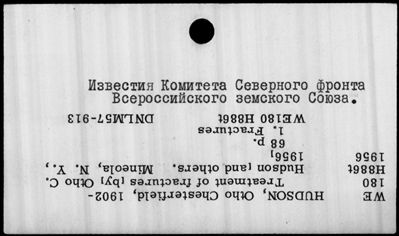 Известия Комитета Северного фронта
Всероссийского земского Союза.
WE HUDSON, Otho Chesterfield, 1902-
180 Treatment of fractures [by] Otho C.
H886t Hudson [and others. Mineola, N. Y.,
1956 1956]
68 p.
1. Fractures
WE180 H886t DNLM57-913